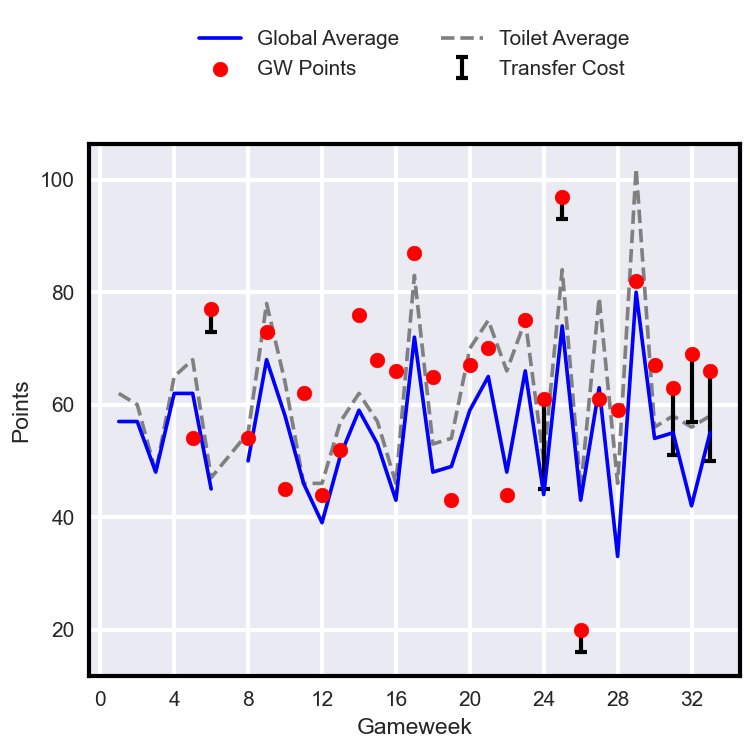 Global Average
Toilet Average
GW Points
Transfer Cost
100
80
60
40
20
Points
0 4 8 12 16 20 24 28 32
Gameweek